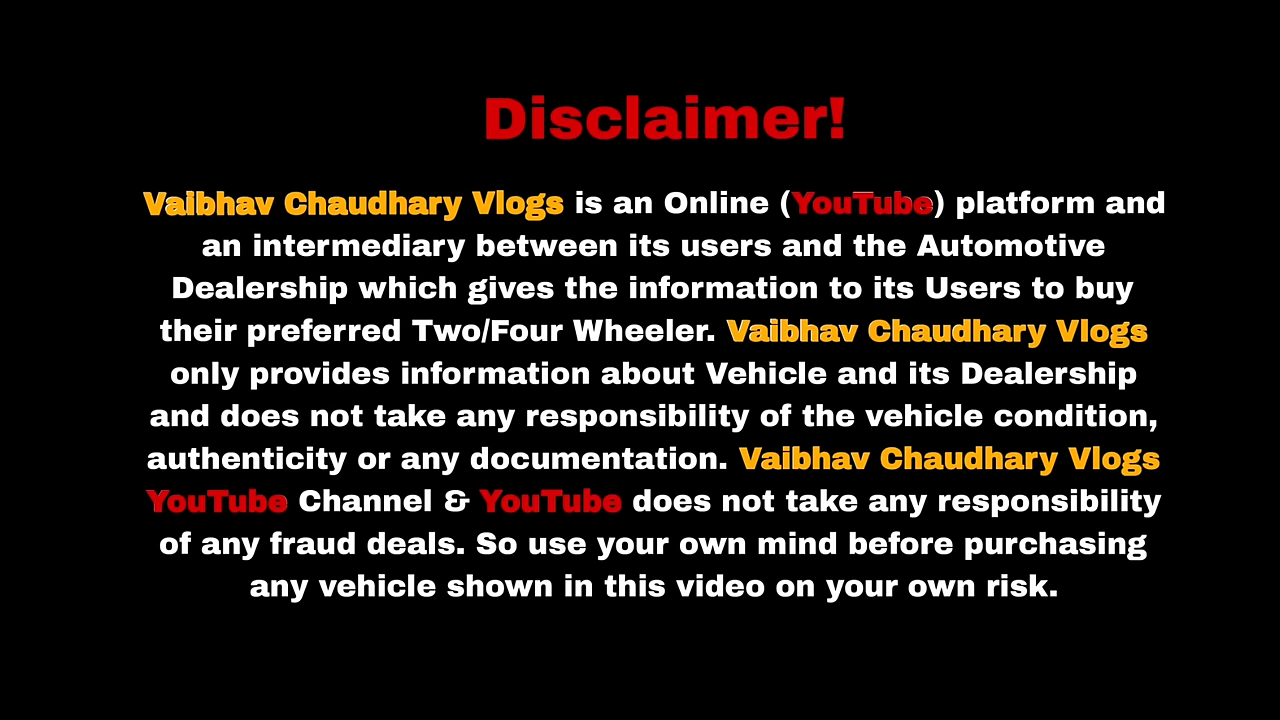 Disclaimer!
Vaibhav Chaudhary Vlogs is an Online (YouTube) platform and
an intermediary between its users and the Automotive
Dealership which gives the information to its Users to buy
their preferred Two/Four Wheeler. Vaibhav Chaudhary Vlogs
only provides information about Vehicle and its Dealership
and does not take any responsibility of the vehicle condition,
authenticity or any documentation. Vaibhav Chaudhary Vlogs
YouTube Channel & YouTube does not take any responsibility
of any fraud deals. So use your own mind before purchasing
any vehicle shown in this video on your own risk.